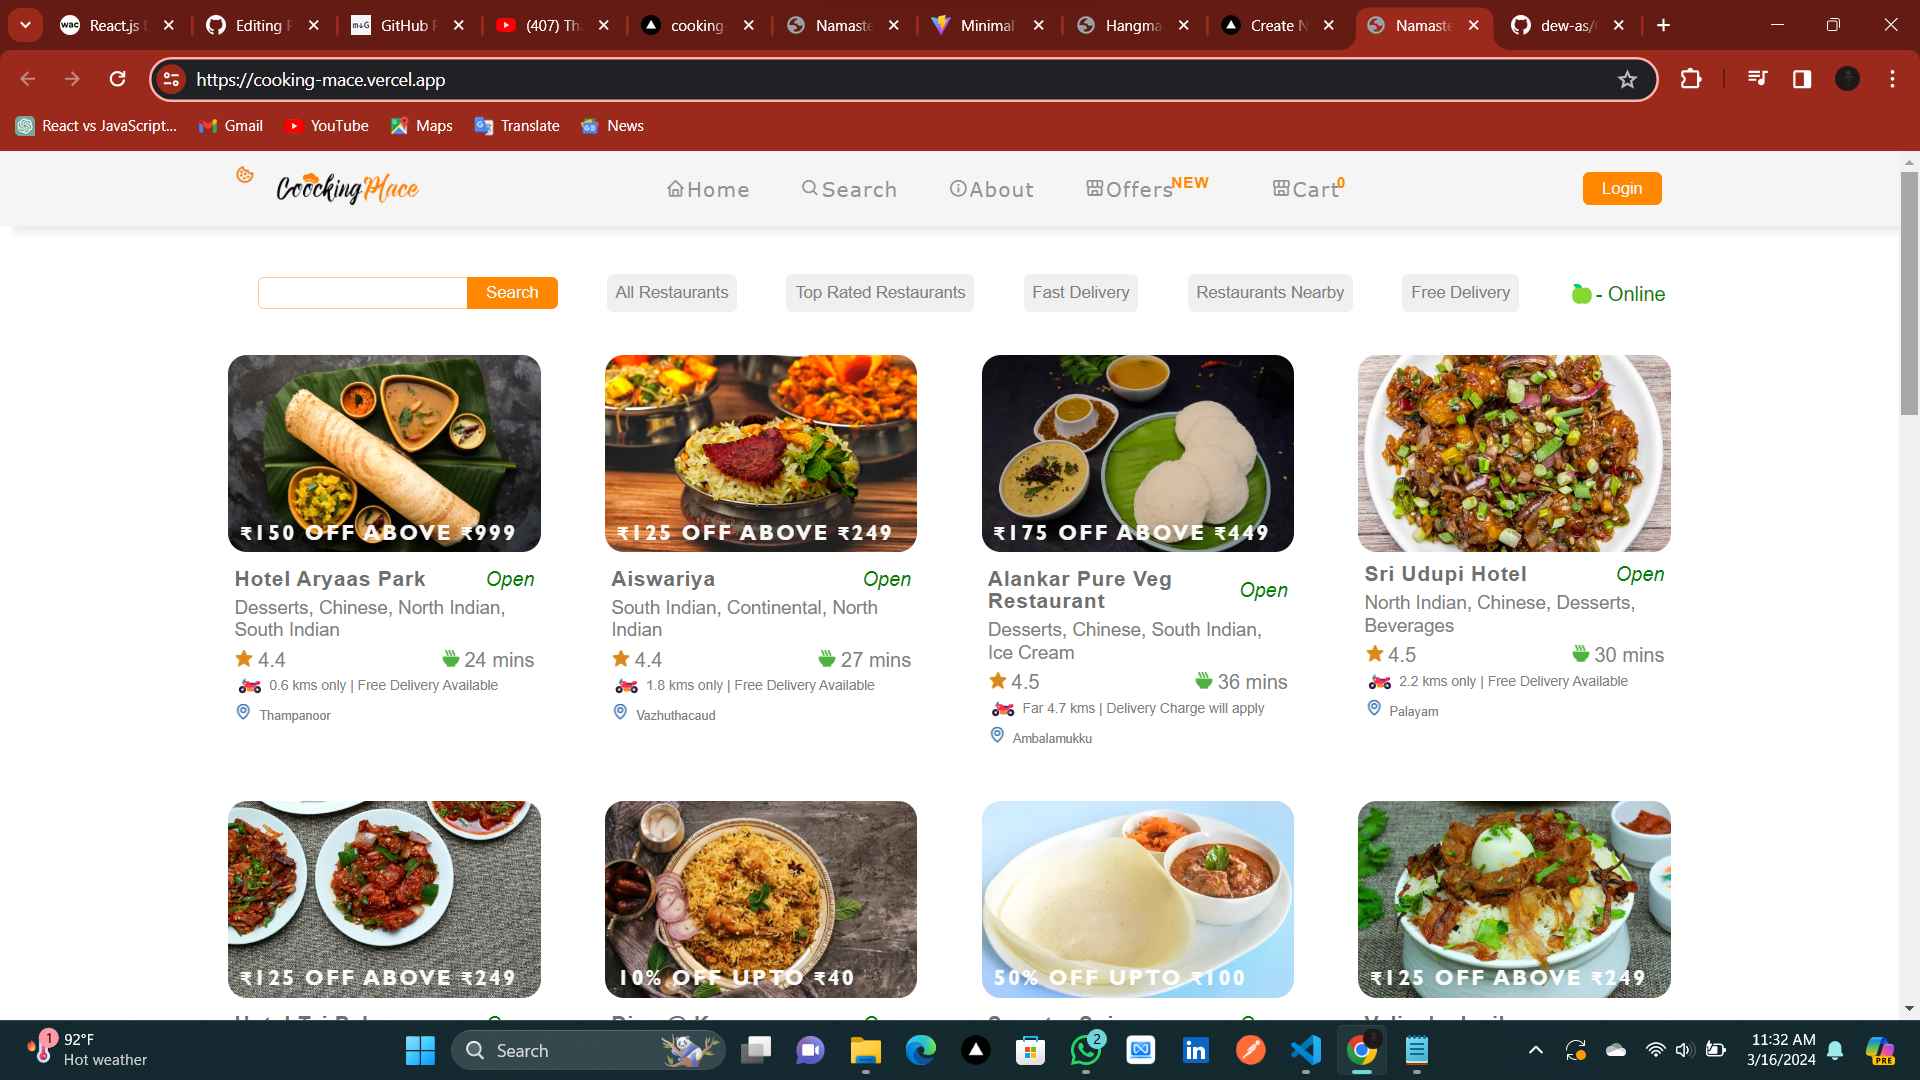 React.js
Editing
GitHub
(407) Tha
cooking-
Namaste
Minimal
Hangma
Create N
Namaste
dew-as/
https://cooking-mace.vercel.app
React vs JavaScript...
Gmail
YouTube
Maps
Translate
News
CoockingPlace
Home
Search
About
Offers NEW
Cart 0
Login
Search
All Restaurants
Top Rated Restaurants
Fast Delivery
Restaurants Nearby
Free Delivery
- Online
₹150 OFF ABOVE ₹999
₹125 OFF ABOVE ₹249
₹175 OFF ABOVE ₹449
Hotel Aryaas Park
Open
Desserts, Chinese, North Indian,
South Indian
4.4
24 mins
0.6 kms only | Free Delivery Available
Thampanoor
Aiswariya
Open
South Indian, Continental, North
Indian
4.4
27 mins
1.8 kms only | Free Delivery Available
Vazhuthacaud
Alankar Pure Veg
Restaurant
Open
Desserts, Chinese, South Indian,
Ice Cream
4.5
36 mins
Far 4.7 kms | Delivery Charge will apply
Ambalamukku
Sri Udupi Hotel
Open
North Indian, Chinese, Desserts,
Beverages
4.5
30 mins
2.2 kms only | Free Delivery Available
Palayam
₹125 OFF ABOVE ₹249
10% OFF UPTO ₹40
50% OFF UPTO ₹100
₹125 OFF ABOVE ₹249
1
92°F
Hot weather
Search
2
11:32 AM
3/16/2024
PRE